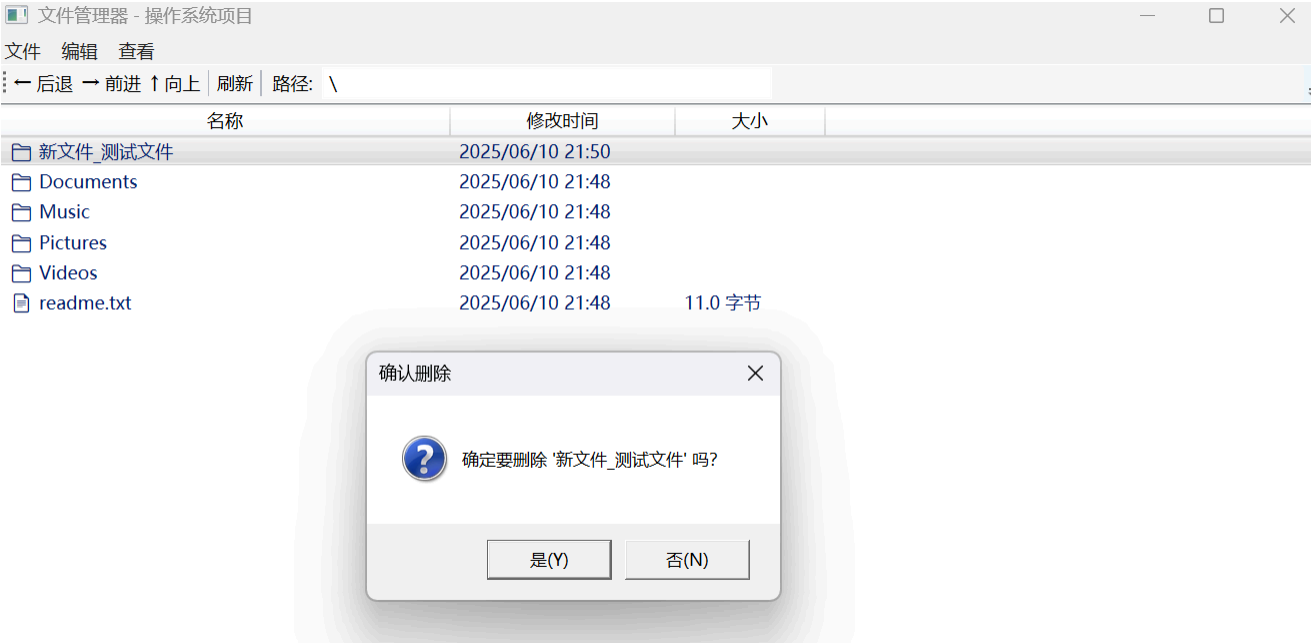 文件管理器 - 操作系统项目
文件 编辑 查看
← 后退 → 前进 ↑ 向上 刷新 路径: \
名称 修改时间 大小
新文件_测试文件 2025/06/10 21:50
Documents 2025/06/10 21:48
Music 2025/06/10 21:48
Pictures 2025/06/10 21:48
Videos 2025/06/10 21:48
readme.txt 2025/06/10 21:48 11.0 字节
确认删除
确定要删除 '新文件_测试文件' 吗?
是(Y) 否(N)